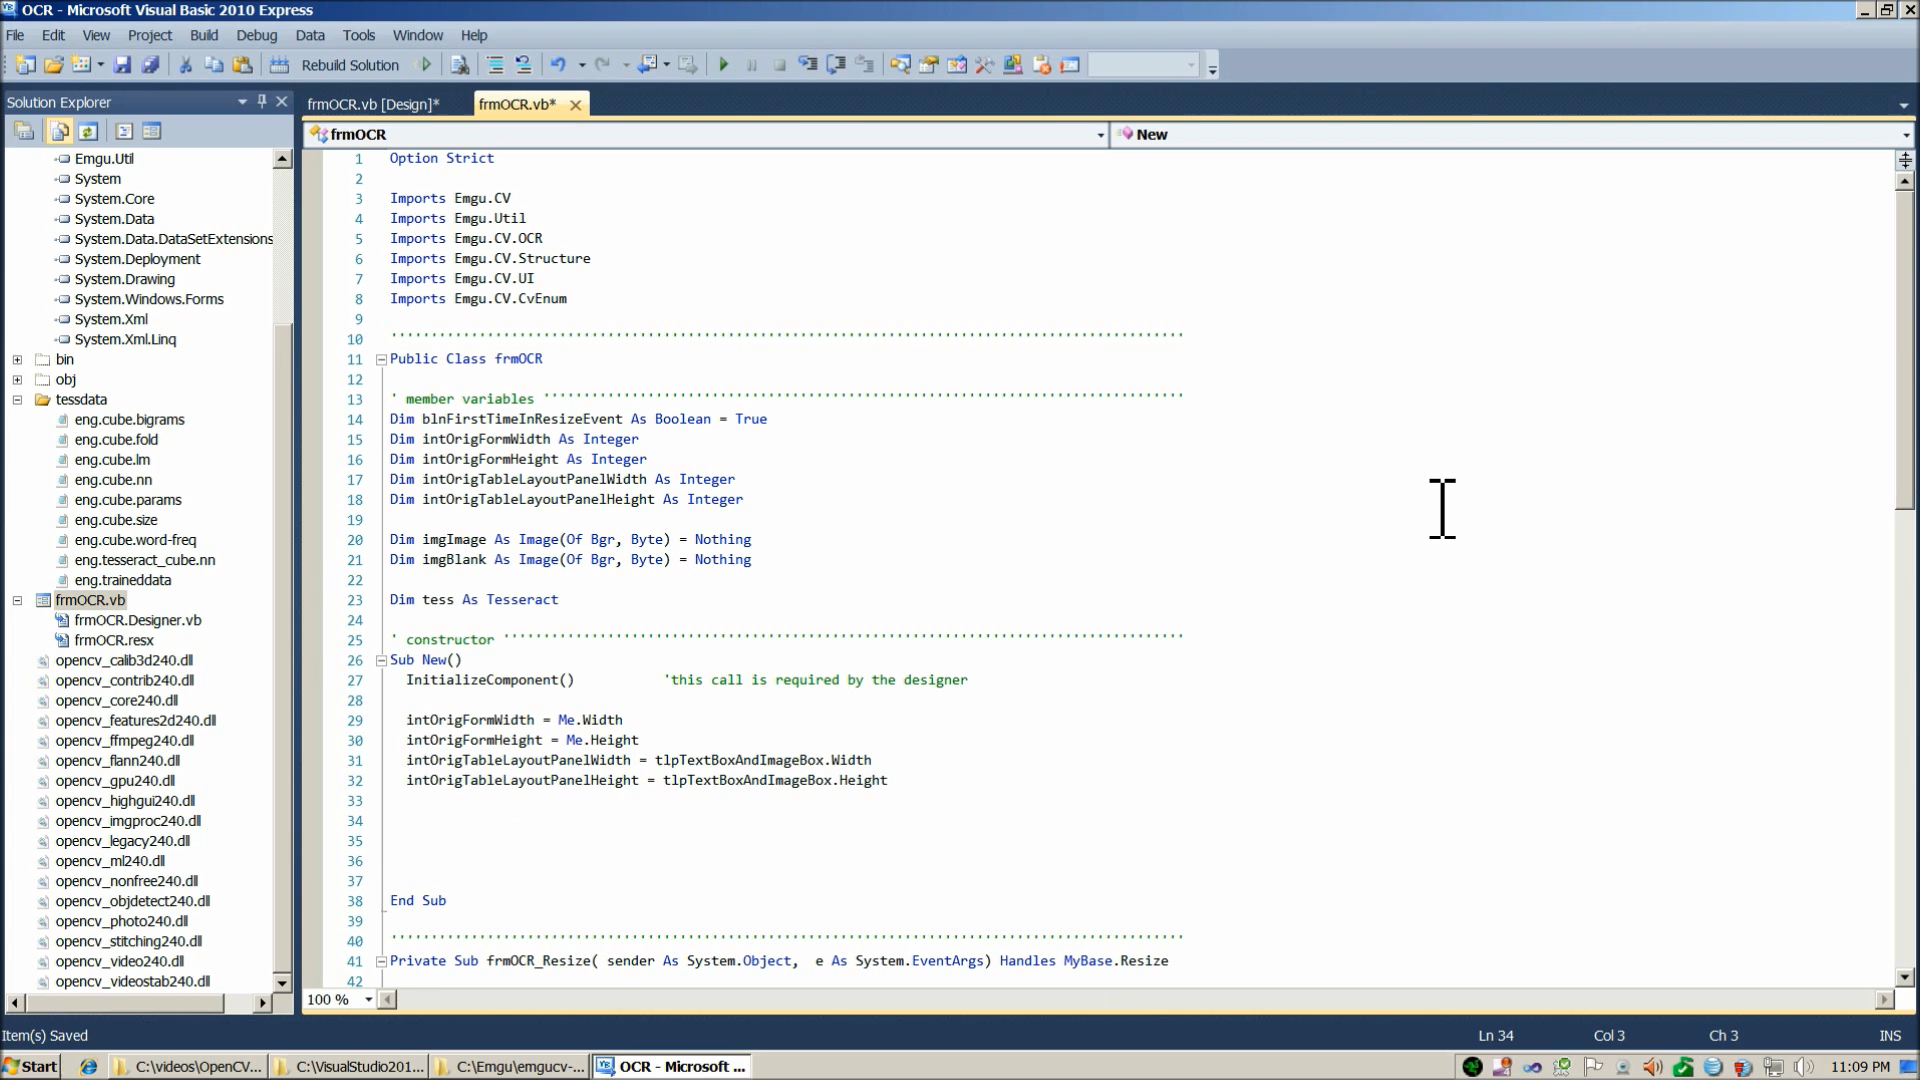 OCR - Microsoft Visual Basic 2010 Express
File Edit View Project Build Debug Data Tools Window Help
Rebuild Solution
Solution Explorer
Emgu.Util
System
System.Core
System.Data
System.Data.DataSetExtensions
System.Deployment
System.Drawing
System.Windows.Forms
System.Xml
System.Xml.Linq
bin
obj
tessdata
eng.cube.bigrams
eng.cube.fold
eng.cube.lm
eng.cube.nn
eng.cube.params
eng.cube.size
eng.cube.word-freq
eng.tesseract_cube.nn
eng.traineddata
frmOCR.vb
frmOCR.Designer.vb
frmOCR.resx
opencv_calib3d240.dll
opencv_contrib240.dll
opencv_core240.dll
opencv_features2d240.dll
opencv_ffmpeg240.dll
opencv_flann240.dll
opencv_gpu240.dll
opencv_highgui240.dll
opencv_imgproc240.dll
opencv_legacy240.dll
opencv_ml240.dll
opencv_nonfree240.dll
opencv_objdetect240.dll
opencv_photo240.dll
opencv_stitching240.dll
opencv_video240.dll
opencv_videostab240.dll
frmOCR.vb [Design]* frmOCR.vb*
frmOCR New
1 Option Strict
2
3 Imports Emgu.CV
4 Imports Emgu.Util
5 Imports Emgu.CV.OCR
6 Imports Emgu.CV.Structure
7 Imports Emgu.CV.UI
8 Imports Emgu.CV.CvEnum
9
10 '''''''''''''''''''''''''''''''''''''''''''''''''''''''''''''''''''''''''''''''''''''''''''''''''''
11 Public Class frmOCR
12
13 ' member variables ''''''''''''''''''''''''''''''''''''''''''''''''''''''''''''''''''''''''''''''''
14 Dim blnFirstTimeInResizeEvent As Boolean = True
15 Dim intOrigFormWidth As Integer
16 Dim intOrigFormHeight As Integer
17 Dim intOrigTableLayoutPanelWidth As Integer
18 Dim intOrigTableLayoutPanelHeight As Integer
19
20 Dim imgImage As Image(Of Bgr, Byte) = Nothing
21 Dim imgBlank As Image(Of Bgr, Byte) = Nothing
22
23 Dim tess As Tesseract
24
25 ' constructor '''''''''''''''''''''''''''''''''''''''''''''''''''''''''''''''''''''''''''''''''''''
26 Sub New()
27 InitializeComponent() 'this call is required by the designer
28
29 intOrigFormWidth = Me.Width
30 intOrigFormHeight = Me.Height
31 intOrigTableLayoutPanelWidth = tlpTextBoxAndImageBox.Width
32 intOrigTableLayoutPanelHeight = tlpTextBoxAndImageBox.Height
33
34
35
36
37
38 End Sub
39
40 '''''''''''''''''''''''''''''''''''''''''''''''''''''''''''''''''''''''''''''''''''''''''''''''''''
41 Private Sub frmOCR_Resize( sender As System.Object, e As System.EventArgs) Handles MyBase.Resize
42
100 %
Item(s) Saved Ln 34 Col 3 Ch 3 INS
Start C:\videos\OpenCV... C:\VisualStudio201... C:\Emgu\emgucv-... OCR - Microsoft ... 11:09 PM